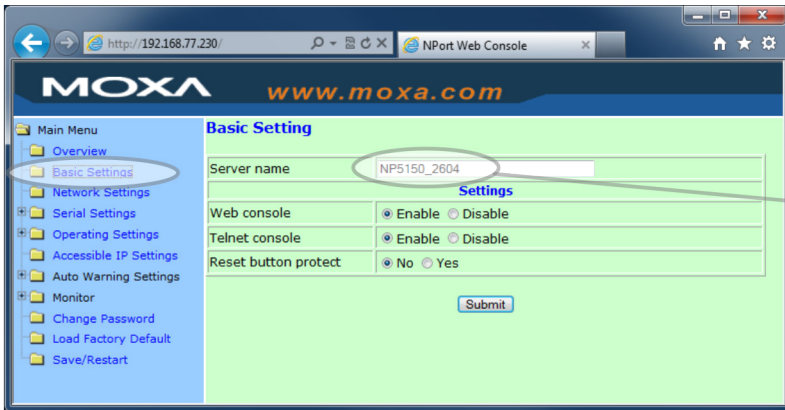 http://192.168.77.230/
NPort Web Console
MOXA www.moxa.com
Main Menu
Overview
Basic Settings
Network Settings
Serial Settings
Operating Settings
Accessible IP Settings
Auto Warning Settings
Monitor
Change Password
Load Factory Default
Save/Restart
Basic Setting
Server name NP5150_2604
Settings
Web console Enable Disable
Telnet console Enable Disable
Reset button protect No Yes
Submit